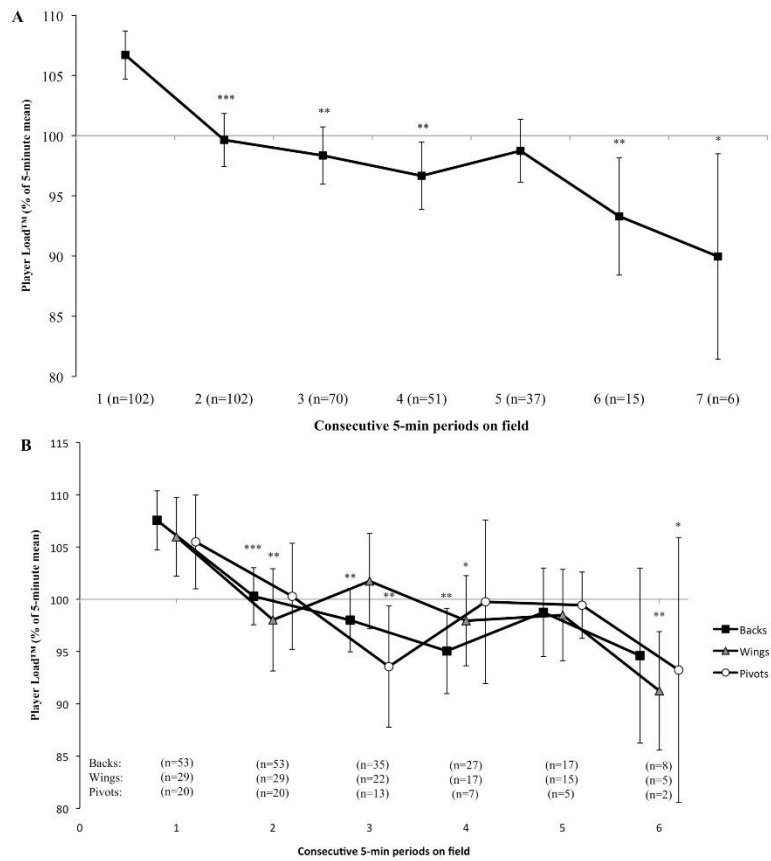 A
110
105
***
**
**
100
**
*
95
90
85
80
Player Load™ (% of 5-minute mean)
1 (n=102) 2 (n=102) 3 (n=70) 4 (n=51) 5 (n=37) 6 (n=15) 7 (n=6)
Consecutive 5-min periods on field
B
115
110
105
***
**
*
**
*
**
**
100
**
95
90
85
80
Player Load™ (% of 5-minute mean)
Backs
Wings
Pivots
Backs: (n=53) (n=53) (n=35) (n=27) (n=17) (n=8)
Wings: (n=29) (n=29) (n=22) (n=17) (n=15) (n=5)
Pivots: (n=20) (n=20) (n=13) (n=7) (n=5) (n=2)
0 1 2 3 4 5 6
Consecutive 5-min periods on field